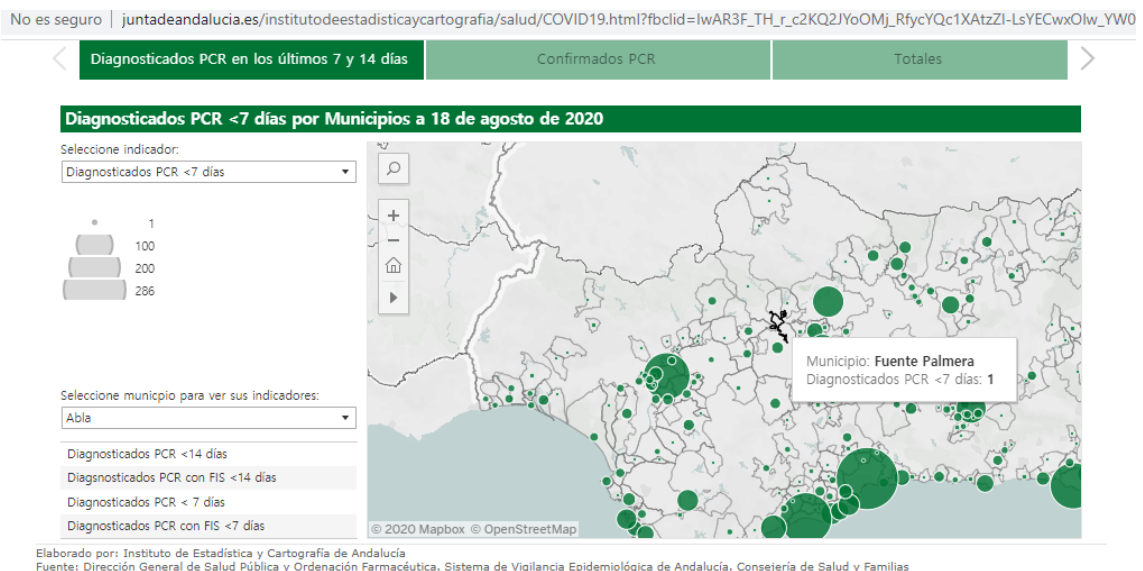 No es seguro | juntadeandalucia.es/institutodeestadisticaycartografia/salud/COVID19.html?fbclid=IwAR3F_TH_r_c2KQ2JYoOMj_RfycYQc1XAtzZI-LsYECwxOlw_YW0
Diagnosticados PCR en los últimos 7 y 14 días
Confirmados PCR
Totales
Diagnosticados PCR <7 días por Municipios a 18 de agosto de 2020
Seleccione indicador:
Diagnosticados PCR <7 días
1
100
200
286
Municipio: Fuente Palmera
Diagnosticados PCR <7 días: 1
Seleccione municpio para ver sus indicadores:
Abla
Diagnosticados PCR <14 días
Diagsnosticados PCR con FIS <14 días
Diagnosticados PCR < 7 días
Diagnosticados PCR con FIS <7 días
© 2020 Mapbox © OpenStreetMap
Elaborado por: Instituto de Estadística y Cartografía de Andalucía
Fuente: Dirección General de Salud Pública y Ordenación Farmacéutica. Sistema de Vigilancia Epidemiológica de Andalucía. Consejería de Salud y Familias